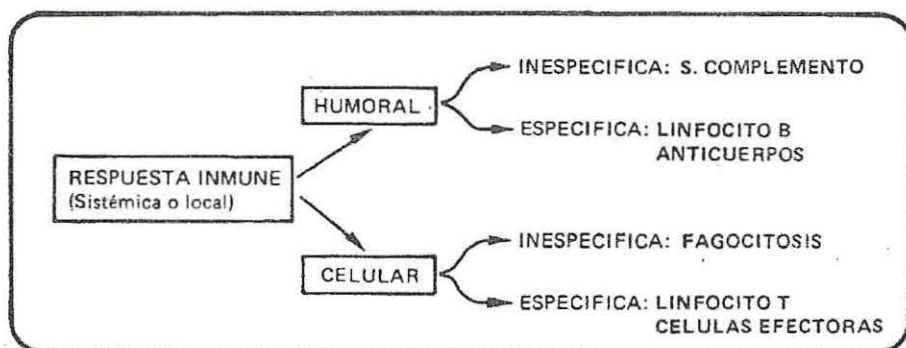 INESPECIFICA: S. COMPLEMENTO
HUMORAL
ESPECIFICA: LINFOCITO B
ANTICUERPOS
RESPUESTA INMUNE
(Sistémica o local)
INESPECIFICA: FAGOCITOSIS
CELULAR
ESPECIFICA: LINFOCITO T
CELULAS EFECTORAS